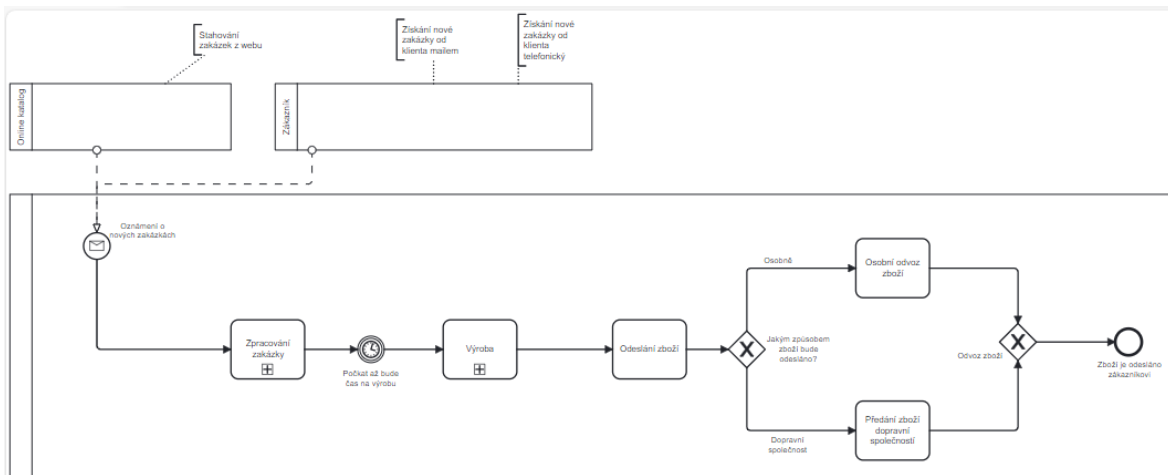 Stahování
zakázek z webu
Získání nové
zakázky od
klienta mailem
Získání nové
zakázky od
klienta
telefonický
Online katalog
Zákazník
Oznámení o
nových zakázkách
Zpracování
zakázky
Počkat až bude
čas na výrobu
Výroba
Odeslání zboží
Jakým způsobem
zboží bude
odesláno?
Osobně
Osobní odvoz
zboží
Dopravní
společnost
Předání zboží
dopravní
společností
Odvoz zboží
Zboží je odesláno
zákazníkovi